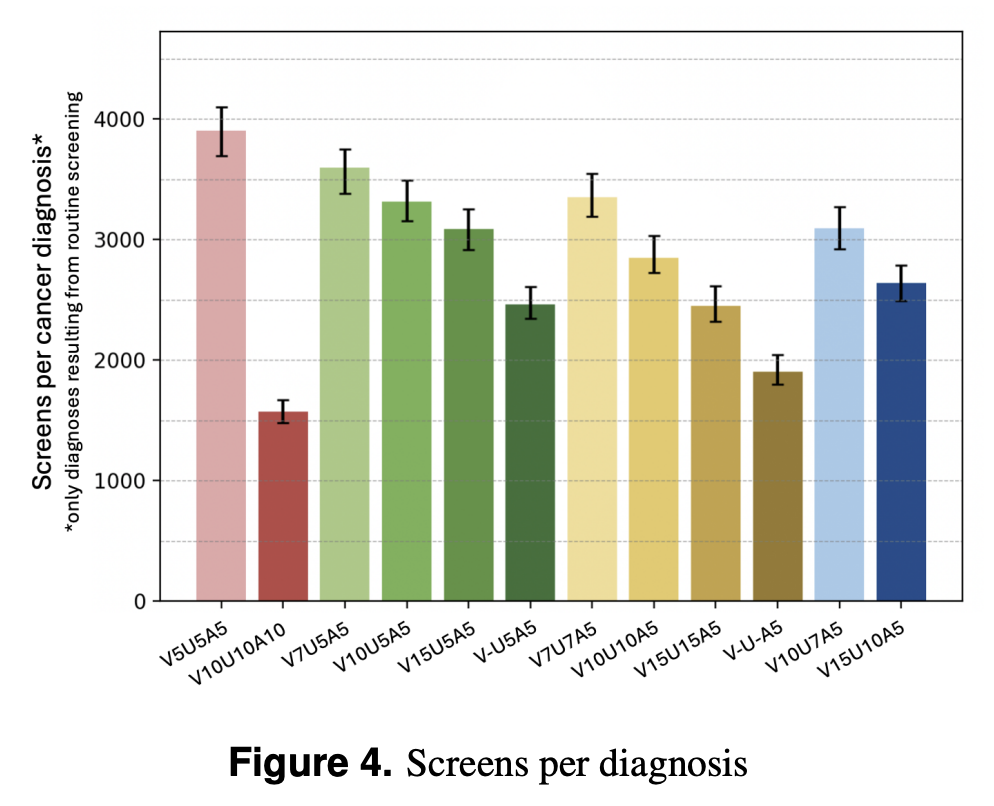 Screens per cancer diagnosis*
*only diagnoses resulting from routine screening
4000
3000
2000
1000
0
V5U5A5
V10U10A10
V7U5A5
V10U5A5
V15U5A5
V-U5A5
V7U7A5
V10U10A5
V15U15A5
V-U-A5
V10U7A5
V15U10A5
Figure 4. Screens per diagnosis